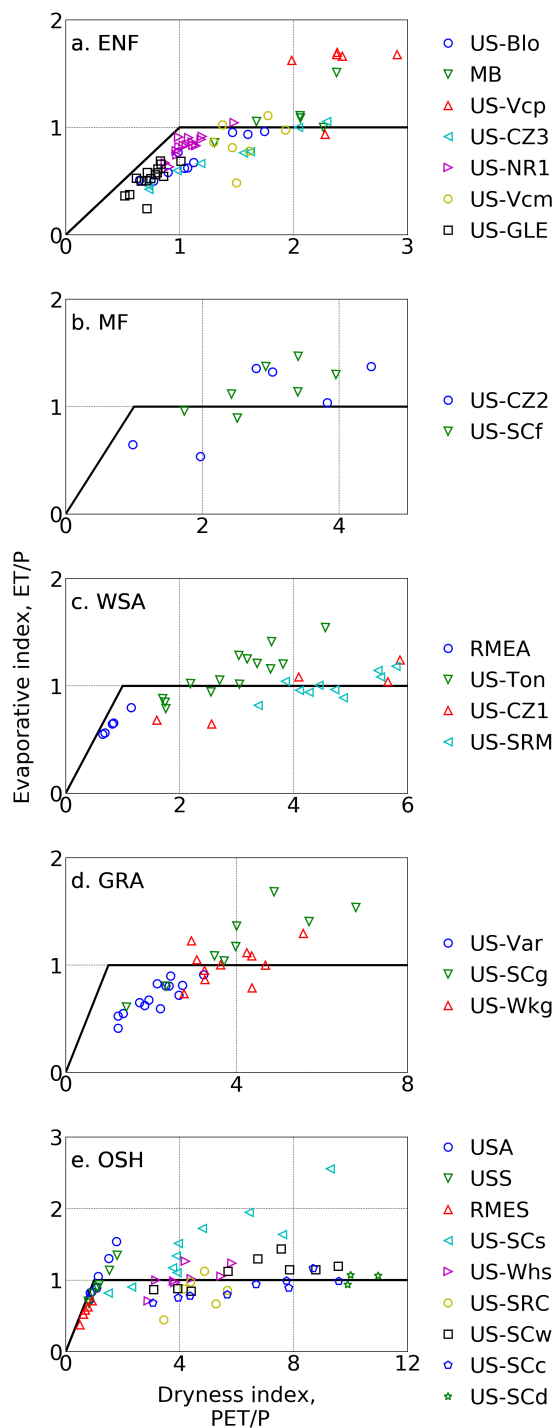 2
a. ENF
1
0
0
1
2
3
US-Blo
MB
US-Vcp
US-CZ3
US-NR1
US-Vcm
US-GLE
2
b. MF
1
0
0
2
4
US-CZ2
US-SCf
Evaporative index, ET/P
2
c. WSA
1
0
0
2
4
6
RMEA
US-Ton
US-CZ1
US-SRM
2
d. GRA
1
0
0
4
8
US-Var
US-SCg
US-Wkg
3
e. OSH
2
1
0
0
4
8
12
USA
USS
RMES
US-SCs
US-Whs
US-SRC
US-SCw
US-SCc
US-SCd
Dryness index,
PET/P